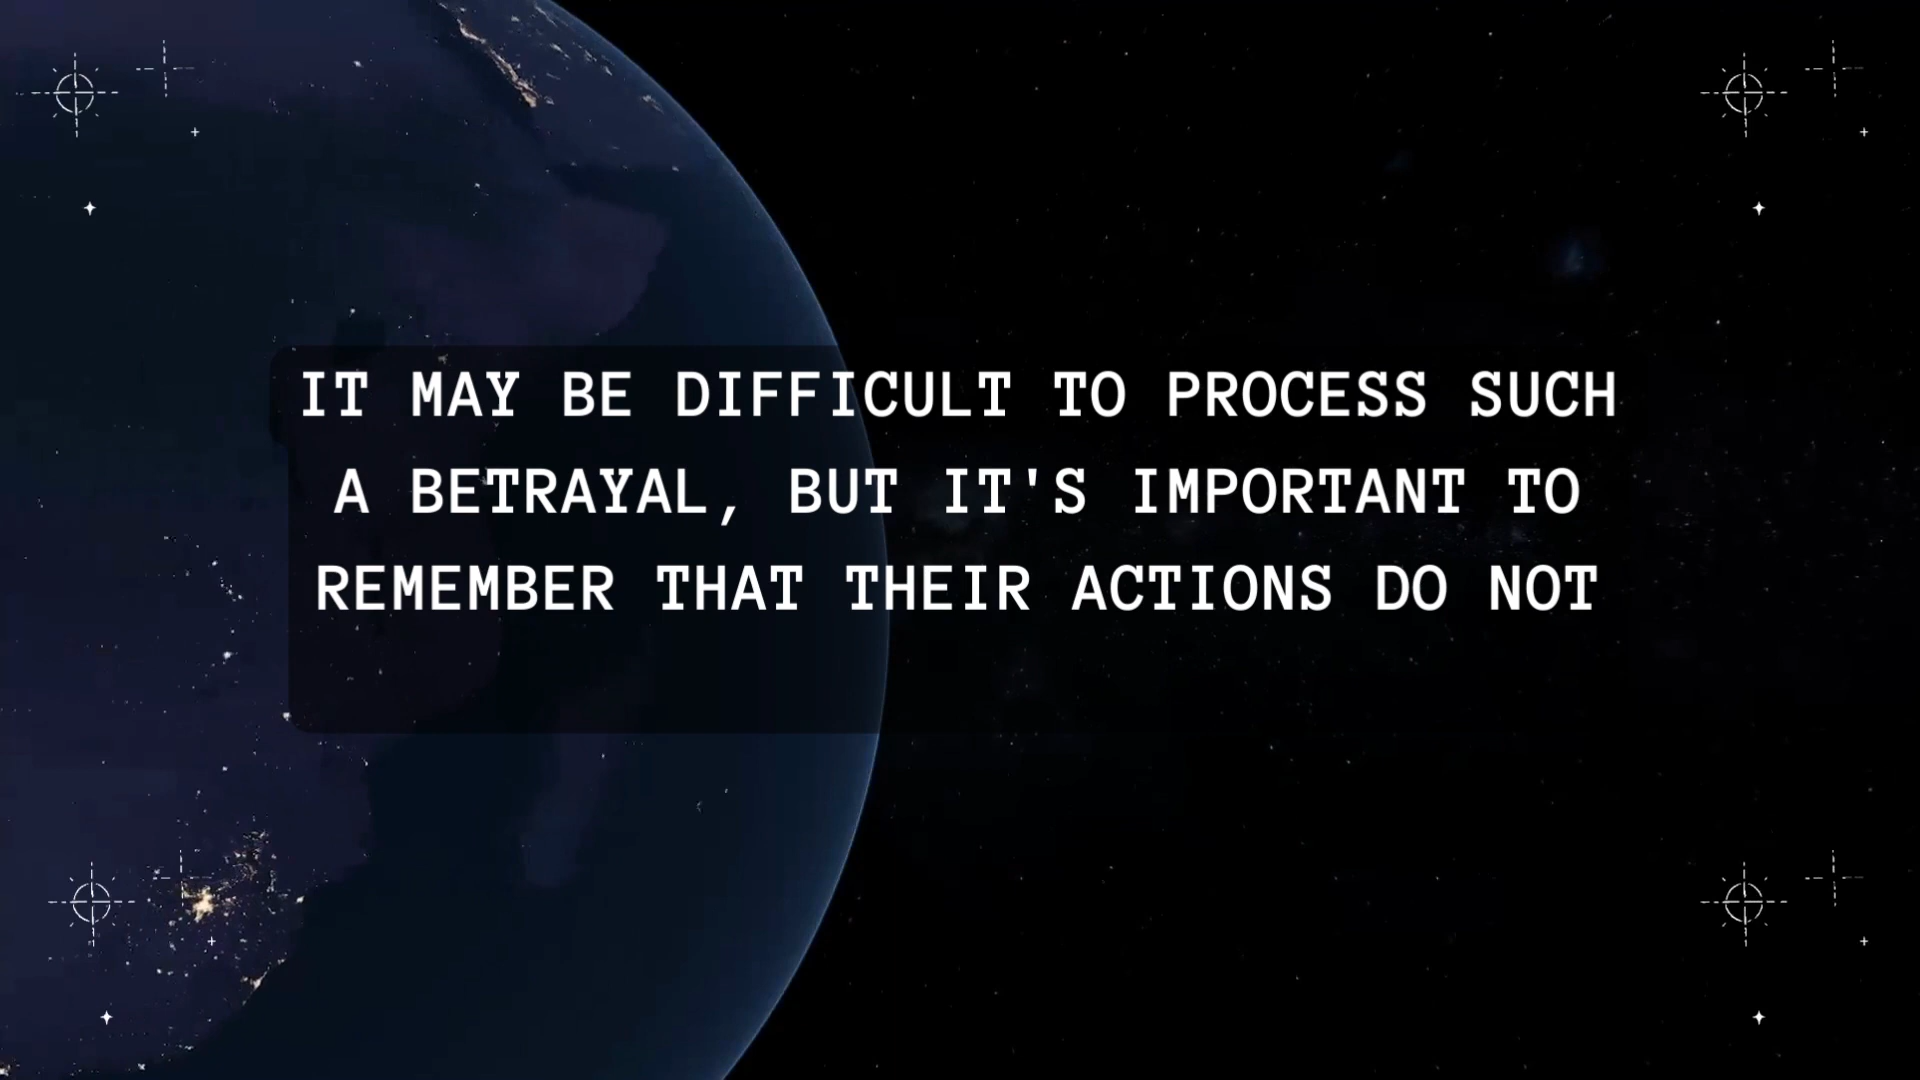 IT MAY BE DIFFICULT TO PROCESS SUCH
A BETRAYAL, BUT IT'S IMPORTANT TO
REMEMBER THAT THEIR ACTIONS DO NOT